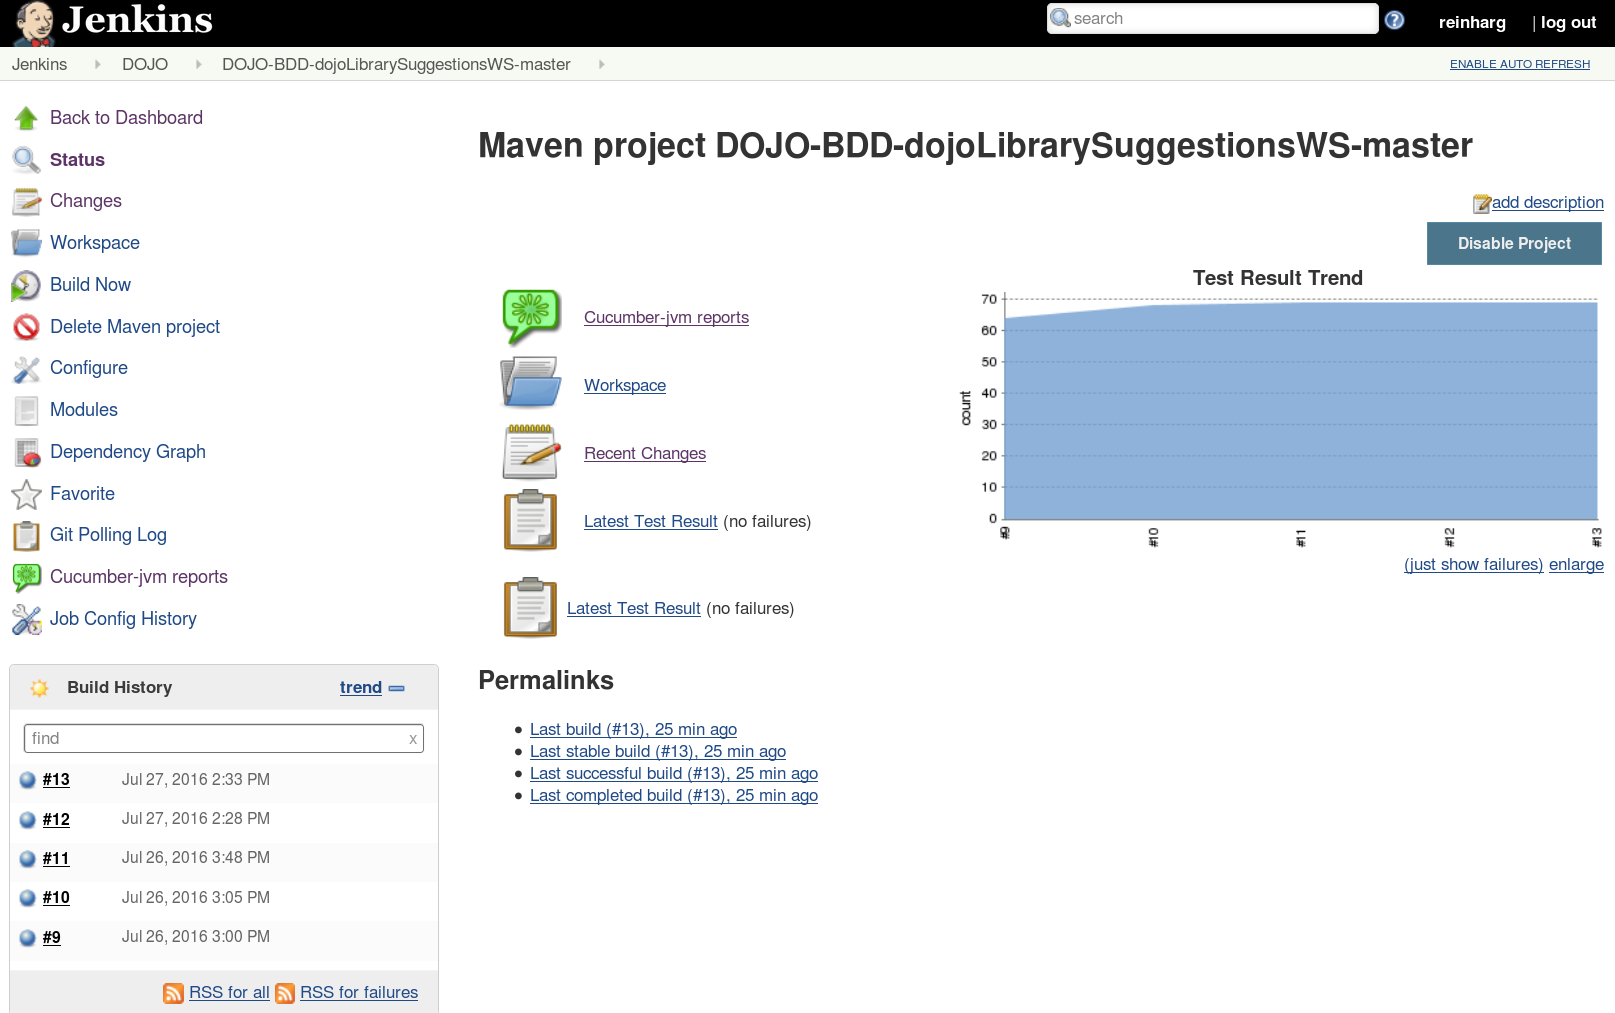 Jenkins
search
reinharg
| log out
Jenkins
DOJO
DOJO-BDD-dojoLibrarySuggestionsWS-master
ENABLE AUTO REFRESH
Back to Dashboard
Status
Changes
Workspace
Build Now
Delete Maven project
Configure
Modules
Dependency Graph
Favorite
Git Polling Log
Cucumber-jvm reports
Job Config History
Build History
trend
find
x
#13 Jul 27, 2016 2:33 PM
#12 Jul 27, 2016 2:28 PM
#11 Jul 26, 2016 3:48 PM
#10 Jul 26, 2016 3:05 PM
#9 Jul 26, 2016 3:00 PM
RSS for all RSS for failures
Maven project DOJO-BDD-dojoLibrarySuggestionsWS-master
add description
Disable Project
Cucumber-jvm reports
Workspace
Recent Changes
Latest Test Result (no failures)
Latest Test Result (no failures)
Test Result Trend
70
60
50
40
30
20
10
0
count
#9
#10
#11
#12
#13
(just show failures) enlarge
Permalinks
Last build (#13), 25 min ago
Last stable build (#13), 25 min ago
Last successful build (#13), 25 min ago
Last completed build (#13), 25 min ago